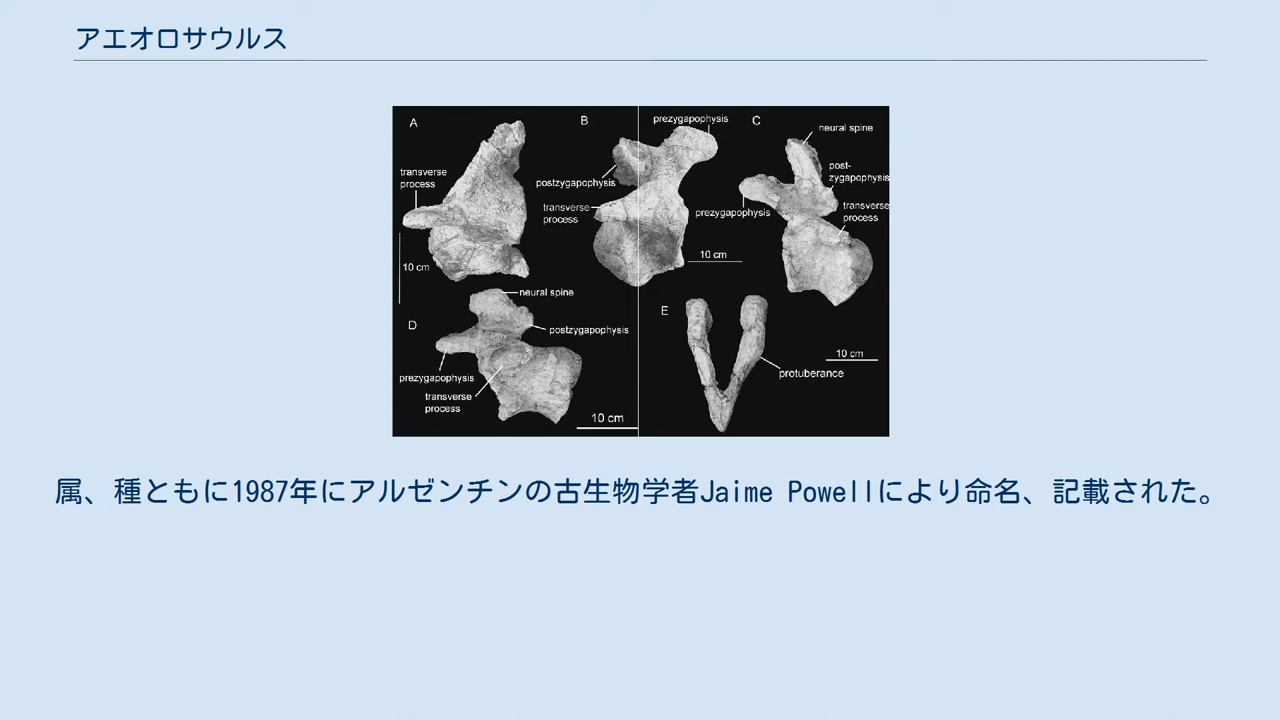 アエオロサウルス
A
transverse
process
10 cm
B
prezygapophysis
postzygapophysis
transverse
process
10 cm
C
neural spine
post-
zygapophysis
prezygapophysis
transverse
process
D
neural spine
postzygapophysis
prezygapophysis
transverse
process
10 cm
E
10 cm
protuberance
属、種ともに1987年にアルゼンチンの古生物学者Jaime Powellにより命名、記載された。